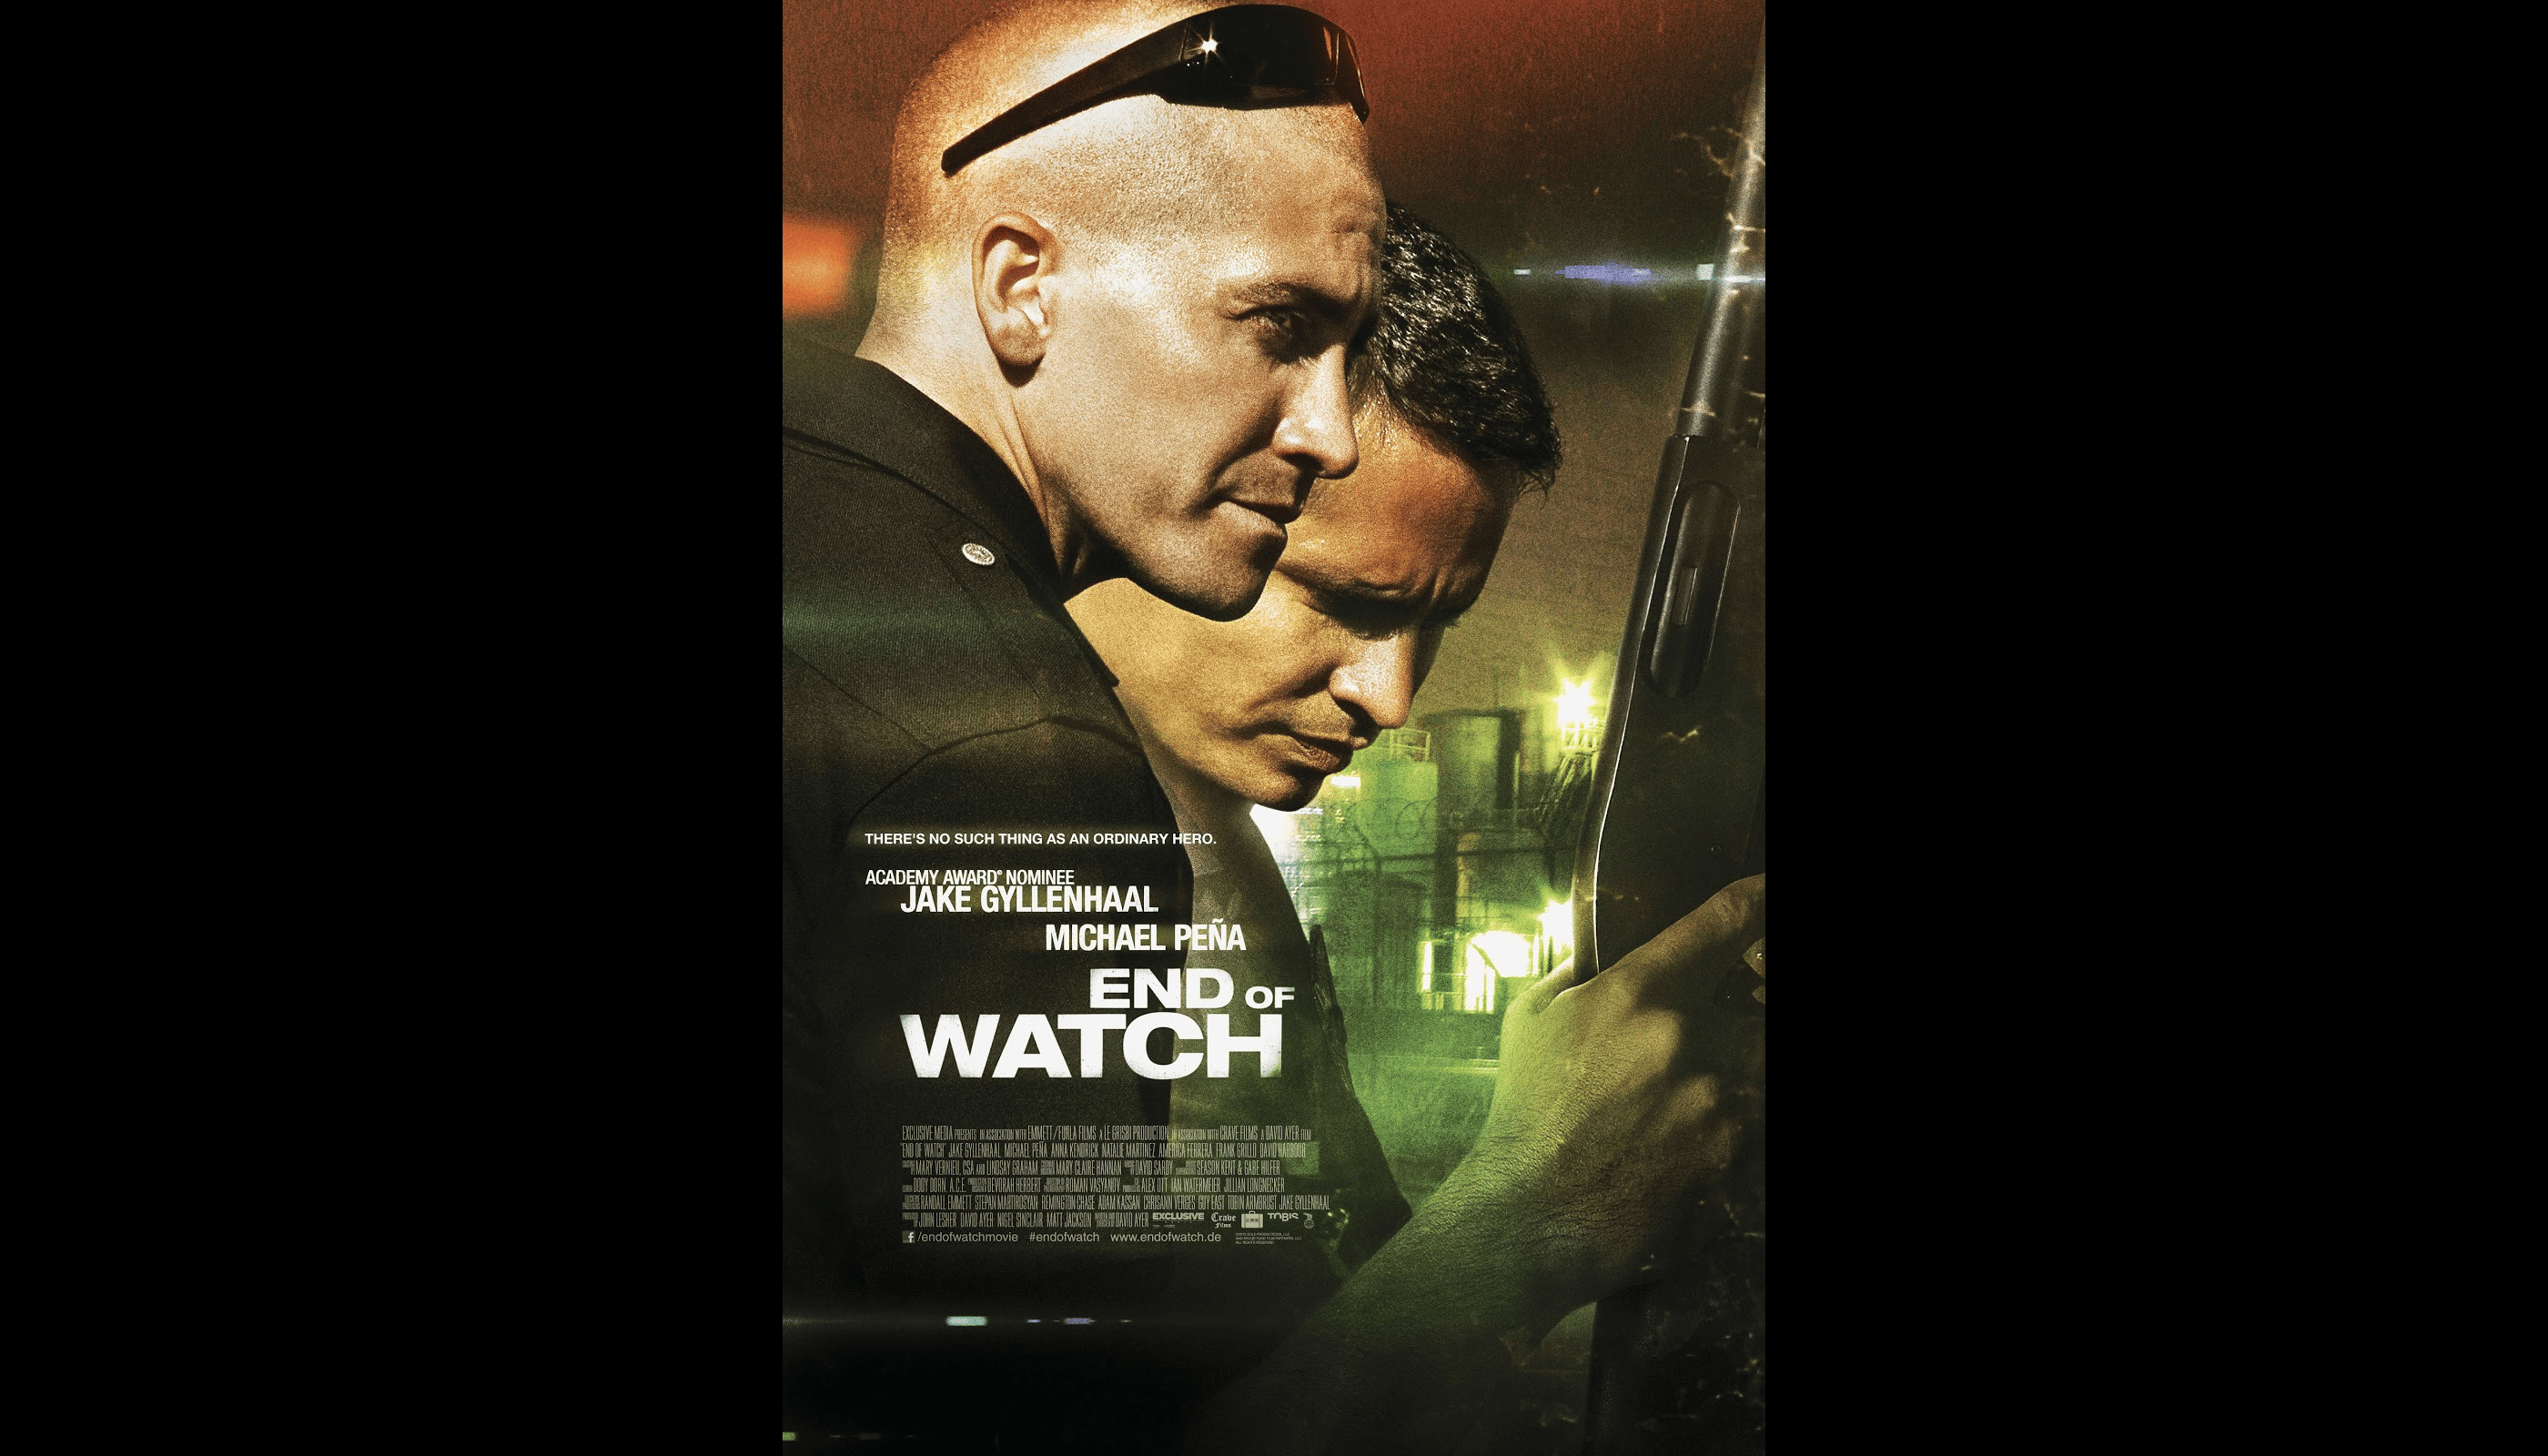 THERE'S NO SUCH THING AS AN ORDINARY HERO.
ACADEMY AWARD® NOMINEE
JAKE GYLLENHAAL
MICHAEL PEÑA
END OF
WATCH
EXCLUSIVE MEDIA PRESENTS IN ASSOCIATION WITH EMMETT/FURLA FILMS A LE GRISBI PRODUCTION IN ASSOCIATION WITH CRAVE FILMS A DAVID AYER FILM
"END OF WATCH" JAKE GYLLENHAAL MICHAEL PEÑA ANNA KENDRICK NATALIE MARTINEZ AMERICA FERRERA FRANK GRILLO DAVID HARBOUR
MARY VERNIEU, CSA AND LINDSAY GRAHAM MARY CLAIRE HANNAN DAVID SARDY SEASON KENT & GABE HILFER
DODY DORN, A.C.E. DEVORAH HERBERT ROMAN VASYANOV ALEX OTT IAN WATERMEIER JILLIAN LONGNECKER
RANDALL EMMETT STEPAN MARTIROSYAN REMINGTON CHASE ADAM KASSAN CHRISANN VERGES GUY EAST TOBIN ARMBRUST JAKE GYLLENHAAL
JOHN LESHER DAVID AYER NIGEL SINCLAIR MATT JACKSON DAVID AYER EXCLUSIVE Crave Films TOBIS
f /endofwatchmovie #endofwatch www.endofwatch.de